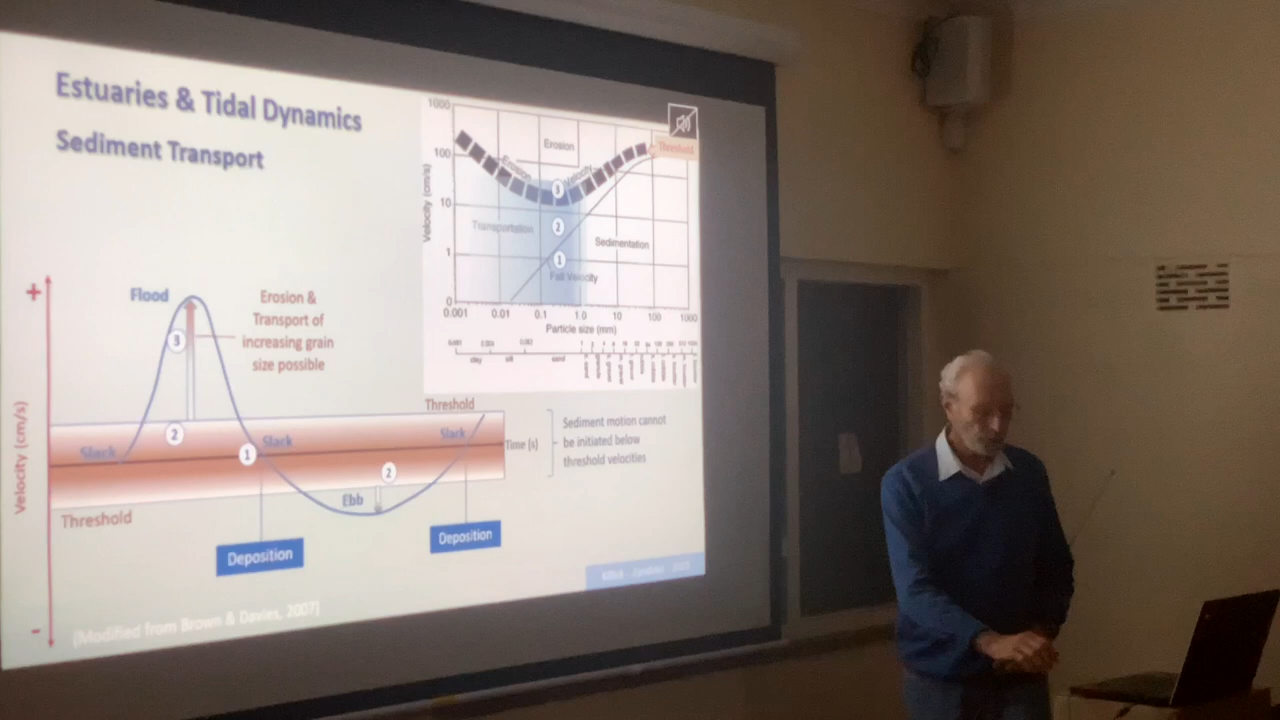 Estuaries & Tidal Dynamics
Sediment Transport
+
Flood
Erosion &
Transport of
increasing grain
size possible
3
2
Slack
1
Slack
Slack
Threshold
Time (s)
Sediment motion cannot
be initiated below
threshold velocities
2
Ebb
Threshold
Velocity (cm/s)
Deposition
Deposition
-
[Modified from Brown & Davies, 2007]
1000
100
10
1
0
Velocity (cm/s)
Erosion
Threshold
Erosion
Velocity
3
Transportation
2
Sedimentation
1
Fall Velocity
0.001
0.01
0.1
1.0
10
100
1000
Particle size (mm)
clay
silt
sand